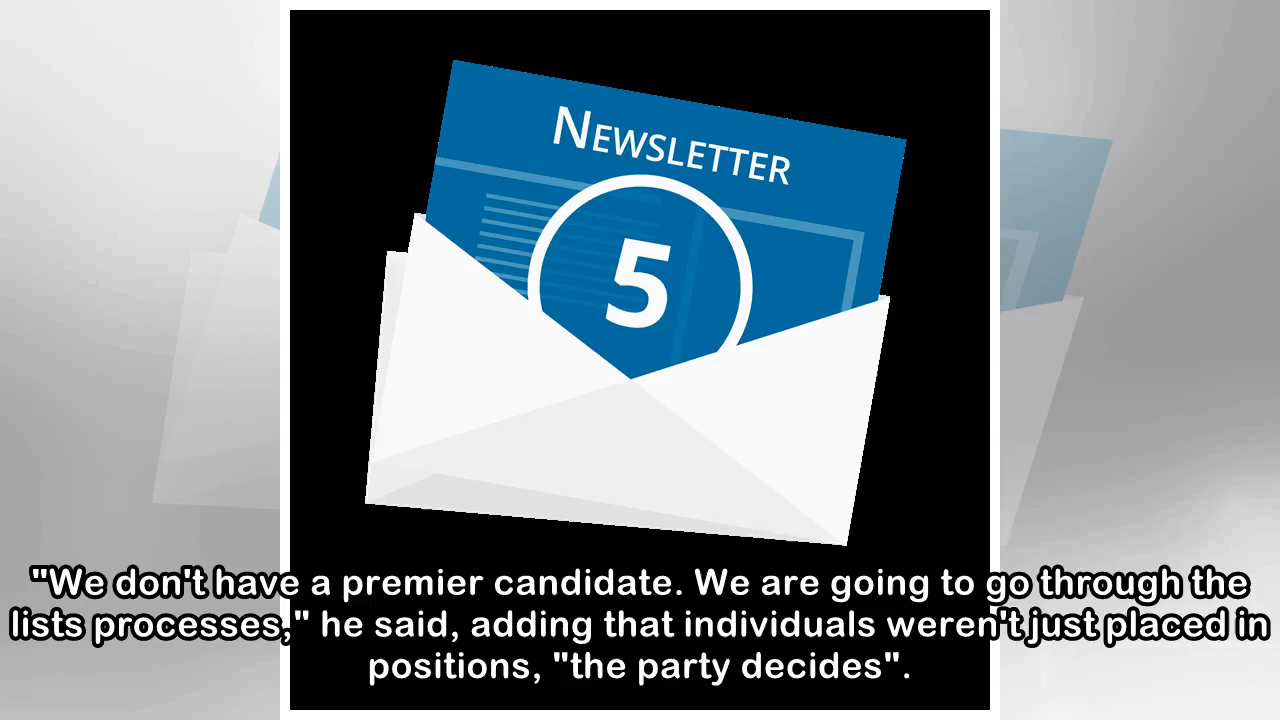 Newsletter
5
"We don't have a premier candidate. We are going to go through the
lists processes," he said, adding that individuals weren't just placed in
positions, "the party decides".